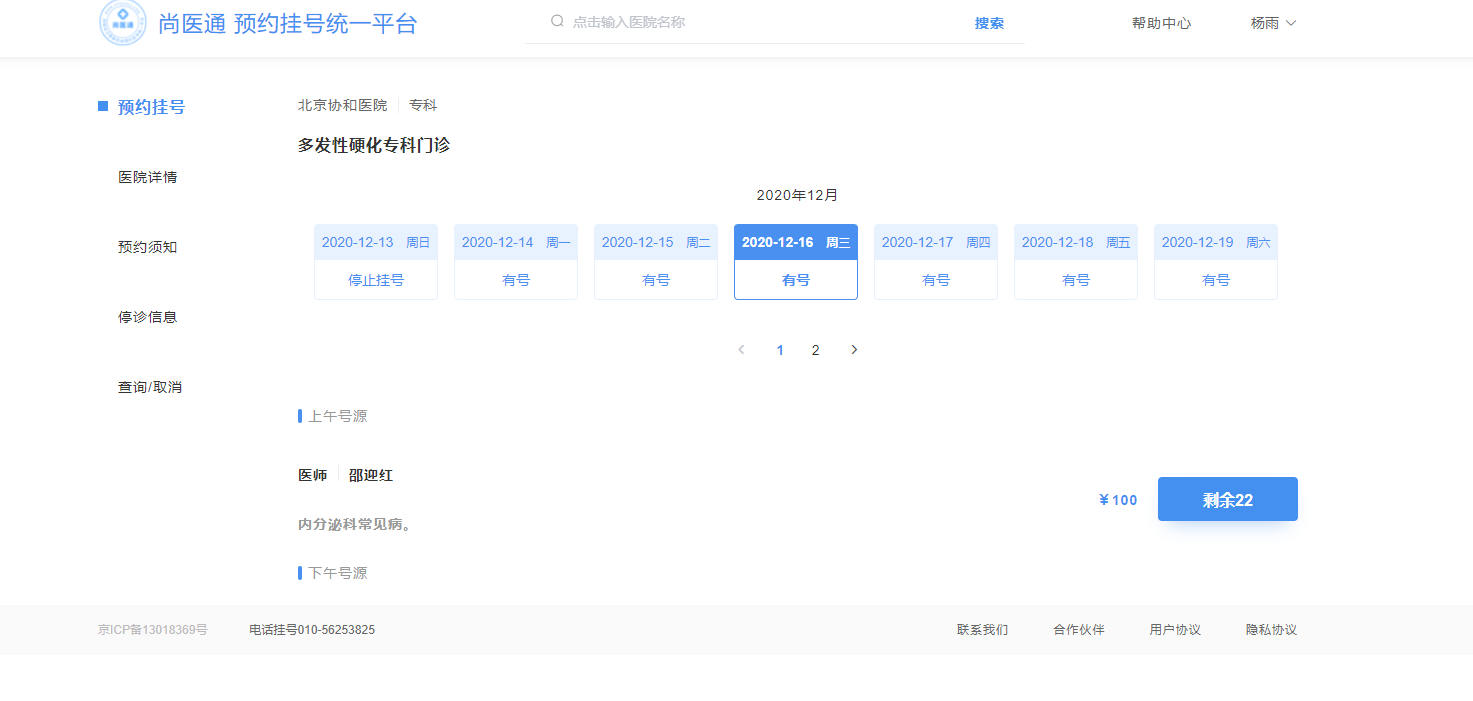 尚医通 预约挂号统一平台
点击输入医院名称
搜索
帮助中心
杨雨
预约挂号
医院详情
预约须知
停诊信息
查询/取消
北京协和医院 专科
多发性硬化专科门诊
2020年12月
2020-12-13 周日
停止挂号
2020-12-14 周一
有号
2020-12-15 周二
有号
2020-12-16 周三
有号
2020-12-17 周四
有号
2020-12-18 周五
有号
2020-12-19 周六
有号
1 2
上午号源
医师 邵迎红
内分泌科常见病。
¥100
剩余22
下午号源
京ICP备13018369号 电话挂号010-56253825
联系我们 合作伙伴 用户协议 隐私协议